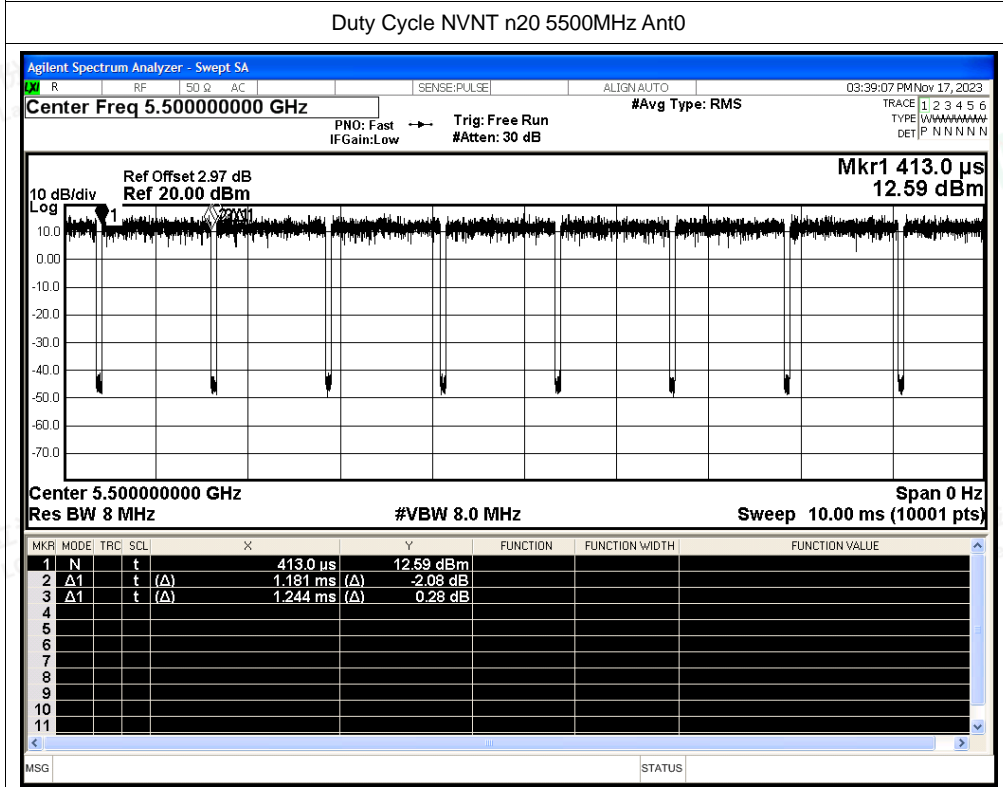 Duty Cycle NVNT n20 5500MHz Ant0
Agilent Spectrum Analyzer - Swept SA
LXI R RF 50 Ω AC SENSE:PULSE ALIGN AUTO 03:39:07 PM Nov 17, 2023
Center Freq 5.500000000 GHz #Avg Type: RMS TRACE 1 2 3 4 5 6
PNO: Fast Trig: Free Run TYPE
IFGain:Low #Atten: 30 dB DET P N N N N N
Mkr1 413.0 µs
12.59 dBm
Ref Offset 2.97 dB
10 dB/div Ref 20.00 dBm
Log
1
10.0
0.00
-10.0
-20.0
-30.0
-40.0
-50.0
-60.0
-70.0
Center 5.500000000 GHz Span 0 Hz
Res BW 8 MHz #VBW 8.0 MHz Sweep 10.00 ms (10001 pts)
MKR MODE TRC SCL X Y FUNCTION FUNCTION WIDTH FUNCTION VALUE
1 N t 413.0 µs 12.59 dBm
2 Δ1 t (Δ) 1.181 ms (Δ) -2.08 dB
3 Δ1 t (Δ) 1.244 ms (Δ) 0.28 dB
4
5
6
7
8
9
10
11
MSG STATUS